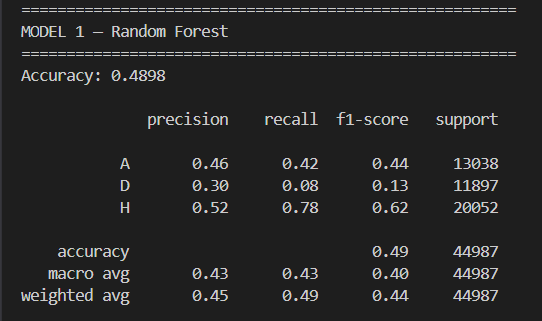 =======================================================
MODEL 1 — Random Forest
=======================================================
Accuracy: 0.4898
precision recall f1-score support
A 0.46 0.42 0.44 13038
D 0.30 0.08 0.13 11897
H 0.52 0.78 0.62 20052
accuracy 0.49 44987
macro avg 0.43 0.43 0.40 44987
weighted avg 0.45 0.49 0.44 44987